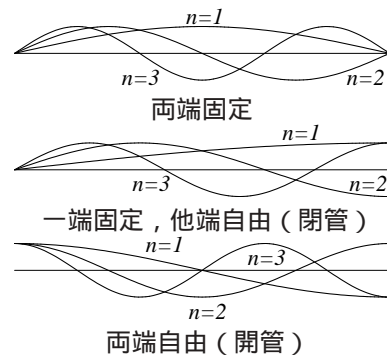 n=1
n=3
n=2
両端固定
n=1
n=3
n=2
一端固定，他端自由（閉管）
n=1
n=3
n=2
両端自由（開管）